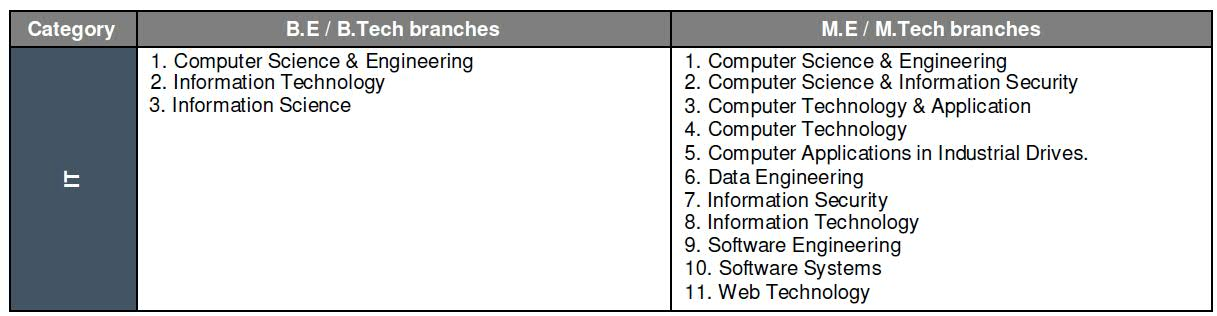 Category B.E / B.Tech branches M.E / M.Tech branches
IT
1. Computer Science & Engineering
2. Information Technology
3. Information Science
1. Computer Science & Engineering
2. Computer Science & Information Security
3. Computer Technology & Application
4. Computer Technology
5. Computer Applications in Industrial Drives.
6. Data Engineering
7. Information Security
8. Information Technology
9. Software Engineering
10. Software Systems
11. Web Technology